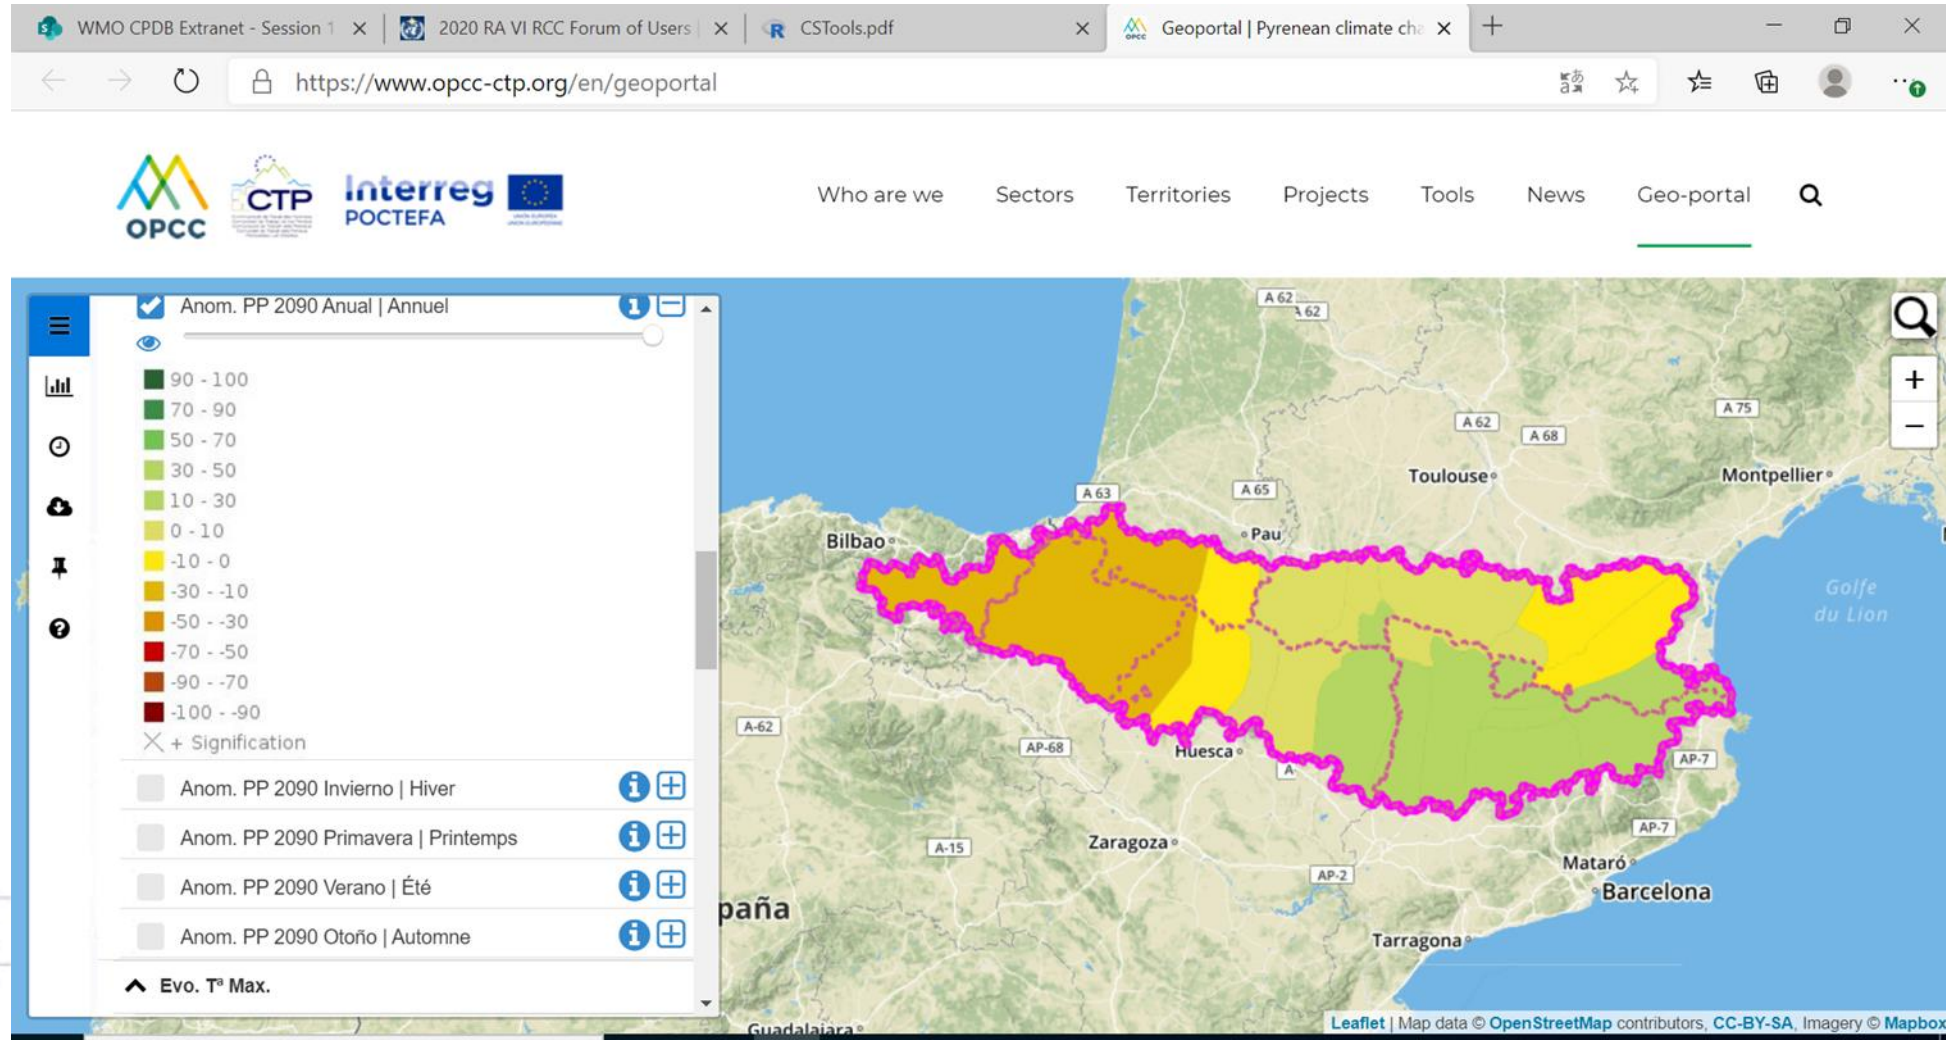 WMO CPDB Extranet - Session 1
2020 RA VI RCC Forum of Users
CSTools.pdf
Geoportal | Pyrenean climate cha
https://www.opcc-ctp.org/en/geoportal
OPCC
CTP
Interreg
POCTEFA
Who are we
Sectors
Territories
Projects
Tools
News
Geo-portal
Anom. PP 2090 Anual | Annuel
90 - 100
70 - 90
50 - 70
30 - 50
10 - 30
0 - 10
-10 - 0
-30 - -10
-50 - -30
-70 - -50
-90 - -70
-100 - -90
+ Signification
Anom. PP 2090 Invierno | Hiver
Anom. PP 2090 Primavera | Printemps
Anom. PP 2090 Verano | Été
Anom. PP 2090 Otoño | Automne
Evo. Tª Max.
A 62
A 62
A 75
A 62
A 68
Toulouse
Montpellier
A 63
A 65
Bilbao
Pau
Golfe
du Lion
A-62
AP-68
Huesca
A-
AP-7
A-15
Zaragoza
AP-7
AP-2
Mataró
Barcelona
paña
Tarragona
Guadalajara
Leaflet | Map data © OpenStreetMap contributors, CC-BY-SA, Imagery © Mapbox